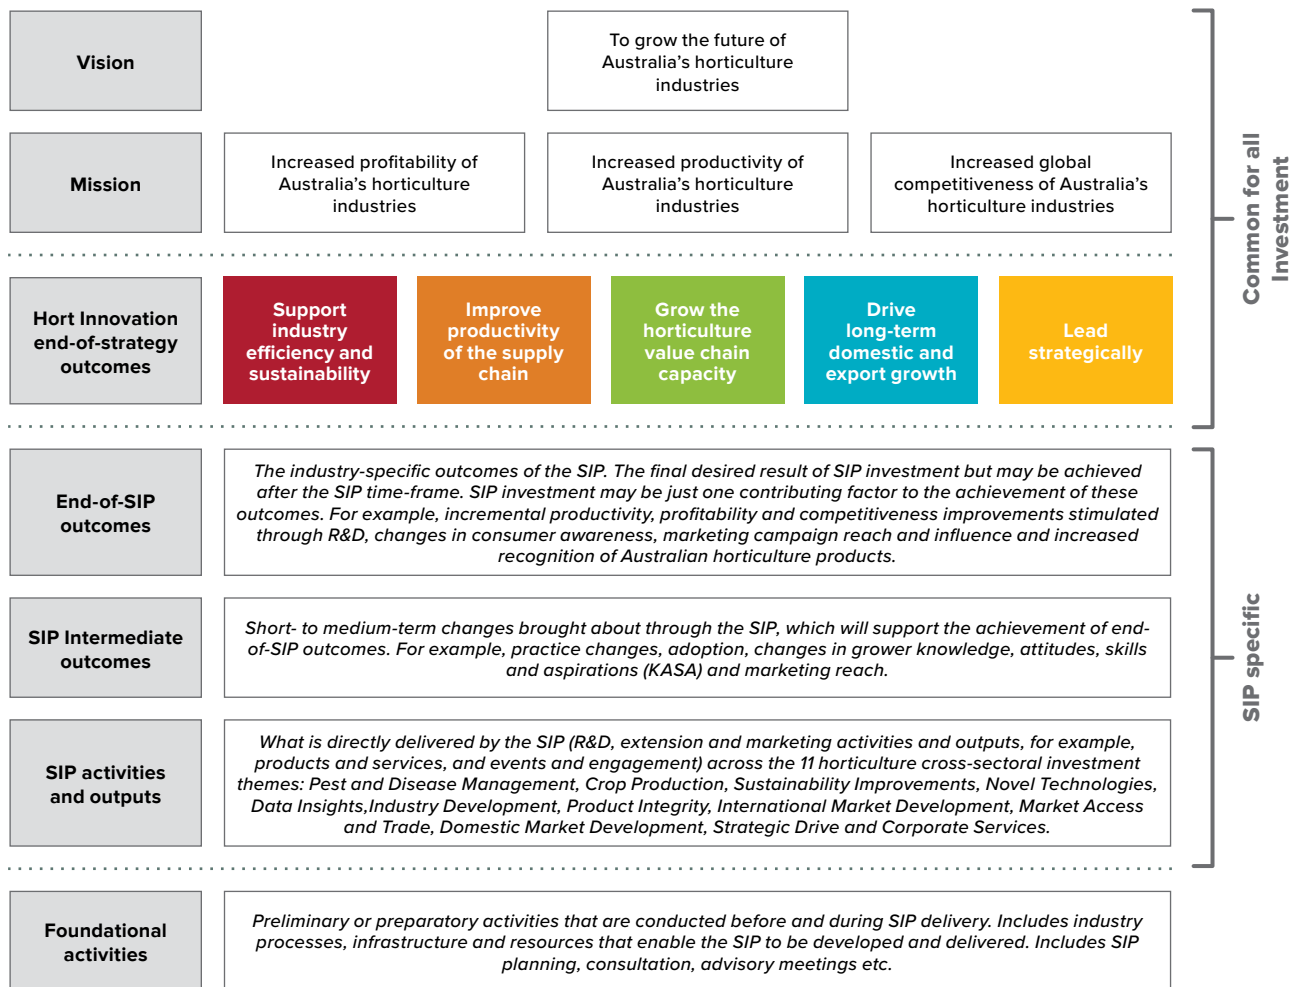 Vision
To grow the future of
Australia’s horticulture
industries
Mission
Increased profitability of
Australia’s horticulture
industries
Increased productivity of
Australia’s horticulture
industries
Increased global
competitiveness of Australia’s
horticulture industries
Common for all
Investment
Hort Innovation
end-of-strategy
outcomes
Support
industry
efficiency and
sustainability
Improve
productivity
of the supply
chain
Grow the
horticulture
value chain
capacity
Drive
long-term
domestic and
export growth
Lead
strategically
End-of-SIP
outcomes
The industry-specific outcomes of the SIP. The final desired result of SIP investment but may be achieved
after the SIP time-frame. SIP investment may be just one contributing factor to the achievement of these
outcomes. For example, incremental productivity, profitability and competitiveness improvements stimulated
through R&D, changes in consumer awareness, marketing campaign reach and influence and increased
recognition of Australian horticulture products.
SIP Intermediate
outcomes
Short- to medium-term changes brought about through the SIP, which will support the achievement of end-
of-SIP outcomes. For example, practice changes, adoption, changes in grower knowledge, attitudes, skills
and aspirations (KASA) and marketing reach.
SIP specific
SIP activities
and outputs
What is directly delivered by the SIP (R&D, extension and marketing activities and outputs, for example,
products and services, and events and engagement) across the 11 horticulture cross-sectoral investment
themes: Pest and Disease Management, Crop Production, Sustainability Improvements, Novel Technologies,
Data Insights,Industry Development, Product Integrity, International Market Development, Market Access
and Trade, Domestic Market Development, Strategic Drive and Corporate Services.
Foundational
activities
Preliminary or preparatory activities that are conducted before and during SIP delivery. Includes industry
processes, infrastructure and resources that enable the SIP to be developed and delivered. Includes SIP
planning, consultation, advisory meetings etc.